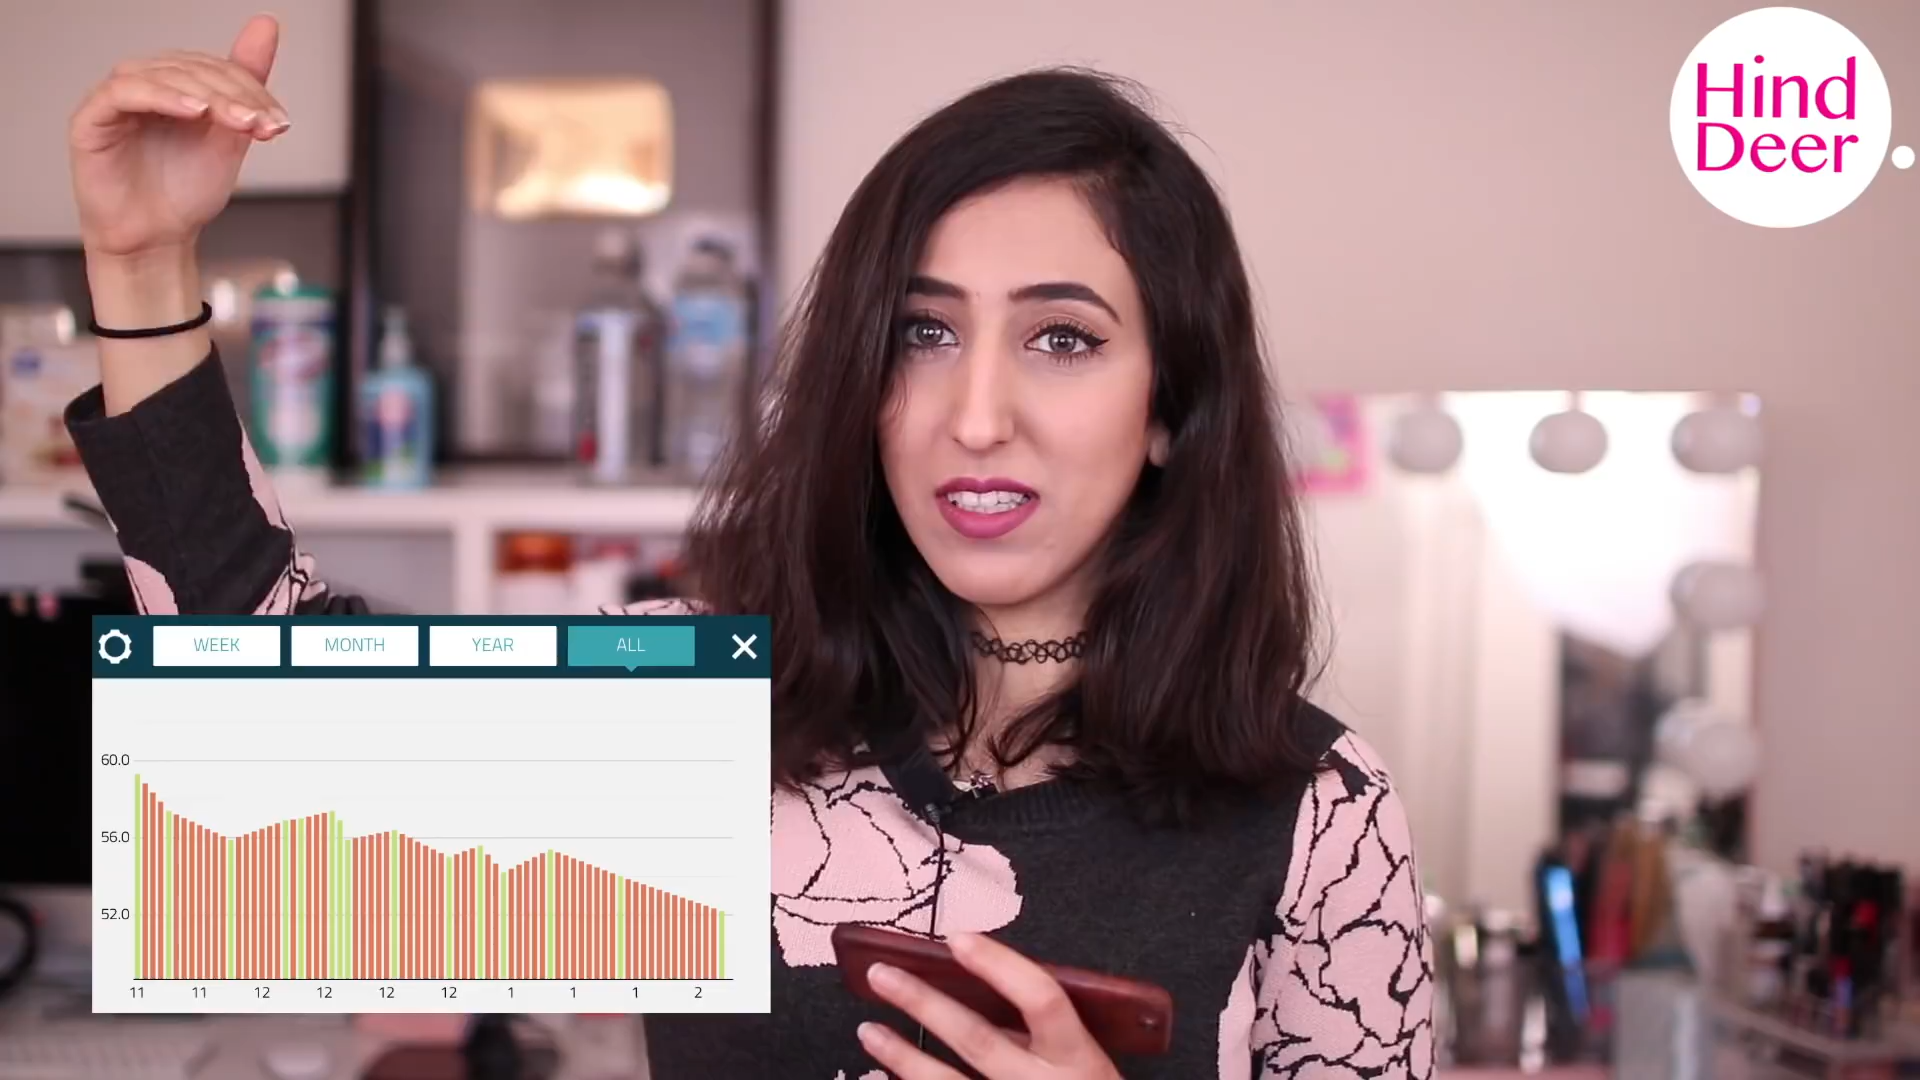 Hind
Deer
WEEK MONTH YEAR ALL
60.0
56.0
52.0
11 11 12 12 12 12 1 1 1 2